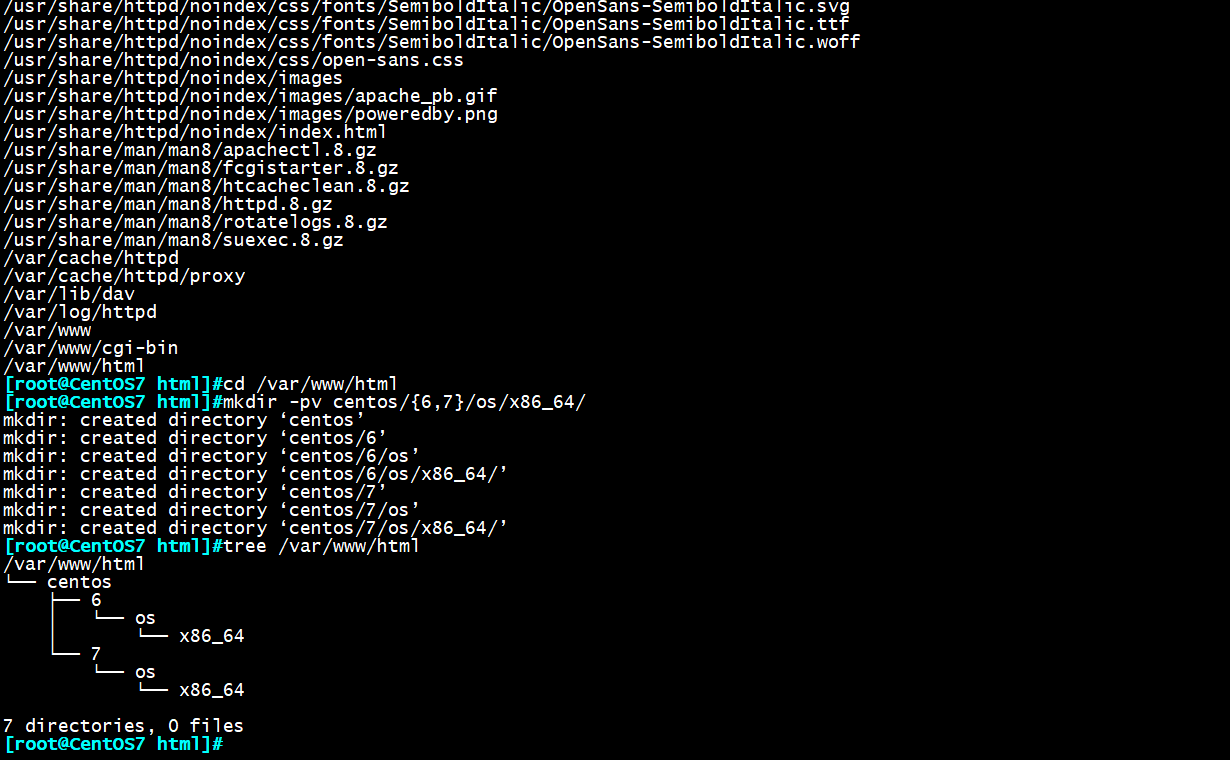 /usr/share/httpd/noindex/css/fonts/SemiboldItalic/OpenSans-SemiboldItalic.svg
/usr/share/httpd/noindex/css/fonts/SemiboldItalic/OpenSans-SemiboldItalic.ttf
/usr/share/httpd/noindex/css/fonts/SemiboldItalic/OpenSans-SemiboldItalic.woff
/usr/share/httpd/noindex/css/open-sans.css
/usr/share/httpd/noindex/images
/usr/share/httpd/noindex/images/apache_pb.gif
/usr/share/httpd/noindex/images/poweredby.png
/usr/share/httpd/noindex/index.html
/usr/share/man/man8/apachectl.8.gz
/usr/share/man/man8/fcgistarter.8.gz
/usr/share/man/man8/htcacheclean.8.gz
/usr/share/man/man8/httpd.8.gz
/usr/share/man/man8/rotatelogs.8.gz
/usr/share/man/man8/suexec.8.gz
/var/cache/httpd
/var/cache/httpd/proxy
/var/lib/dav
/var/log/httpd
/var/www
/var/www/cgi-bin
/var/www/html
[root@CentOS7 html]#cd /var/www/html
[root@CentOS7 html]#mkdir -pv centos/{6,7}/os/x86_64/
mkdir: created directory ‘centos’
mkdir: created directory ‘centos/6’
mkdir: created directory ‘centos/6/os’
mkdir: created directory ‘centos/6/os/x86_64/’
mkdir: created directory ‘centos/7’
mkdir: created directory ‘centos/7/os’
mkdir: created directory ‘centos/7/os/x86_64/’
[root@CentOS7 html]#tree /var/www/html
/var/www/html
└── centos
    ├── 6
    │   └── os
    │       └── x86_64
    └── 7
        └── os
            └── x86_64

7 directories, 0 files
[root@CentOS7 html]#